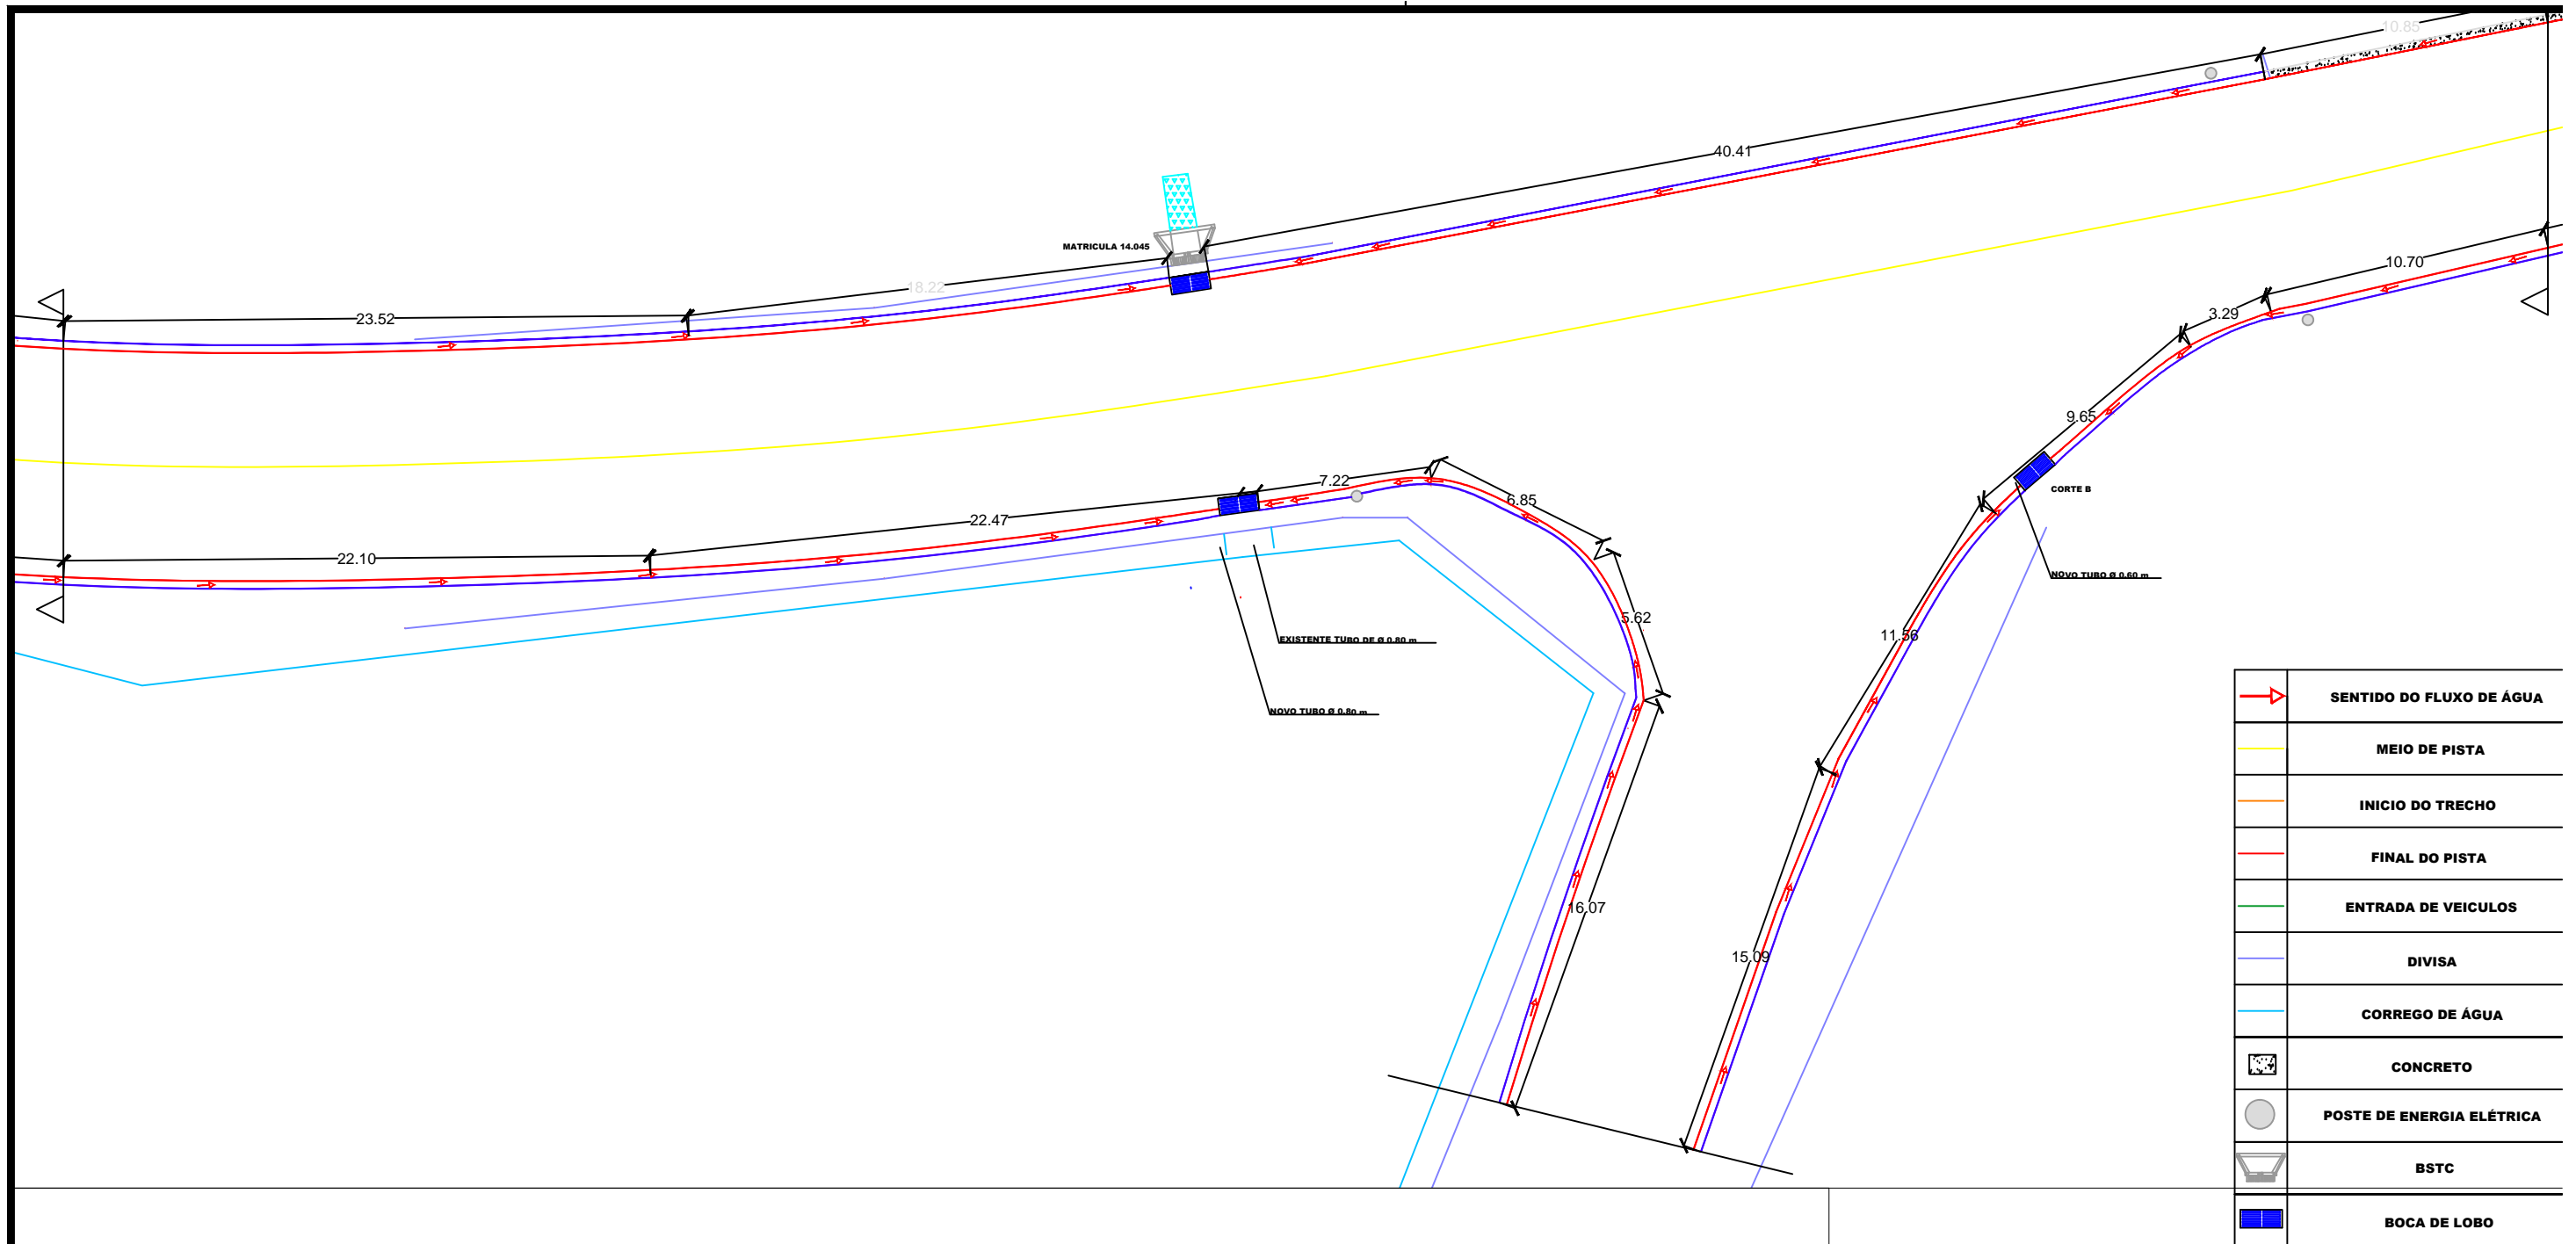 10.85
40.41
MATRICULA 14.045
10.70
18.22
3.29
23.52
9.65
7.22
6.85
CORTE B
22.47
22.10
NOVO TUBO Ø 0.60 m
5.62
11.56
EXISTENTE TUBO DE Ø 0.80 m
NOVO TUBO Ø 0.80 m
16.07
15.09
SENTIDO DO FLUXO DE ÁGUA
MEIO DE PISTA
INICIO DO TRECHO
FINAL DO PISTA
ENTRADA DE VEICULOS
DIVISA
CORREGO DE ÁGUA
CONCRETO
POSTE DE ENERGIA ELÉTRICA
BSTC
BOCA DE LOBO